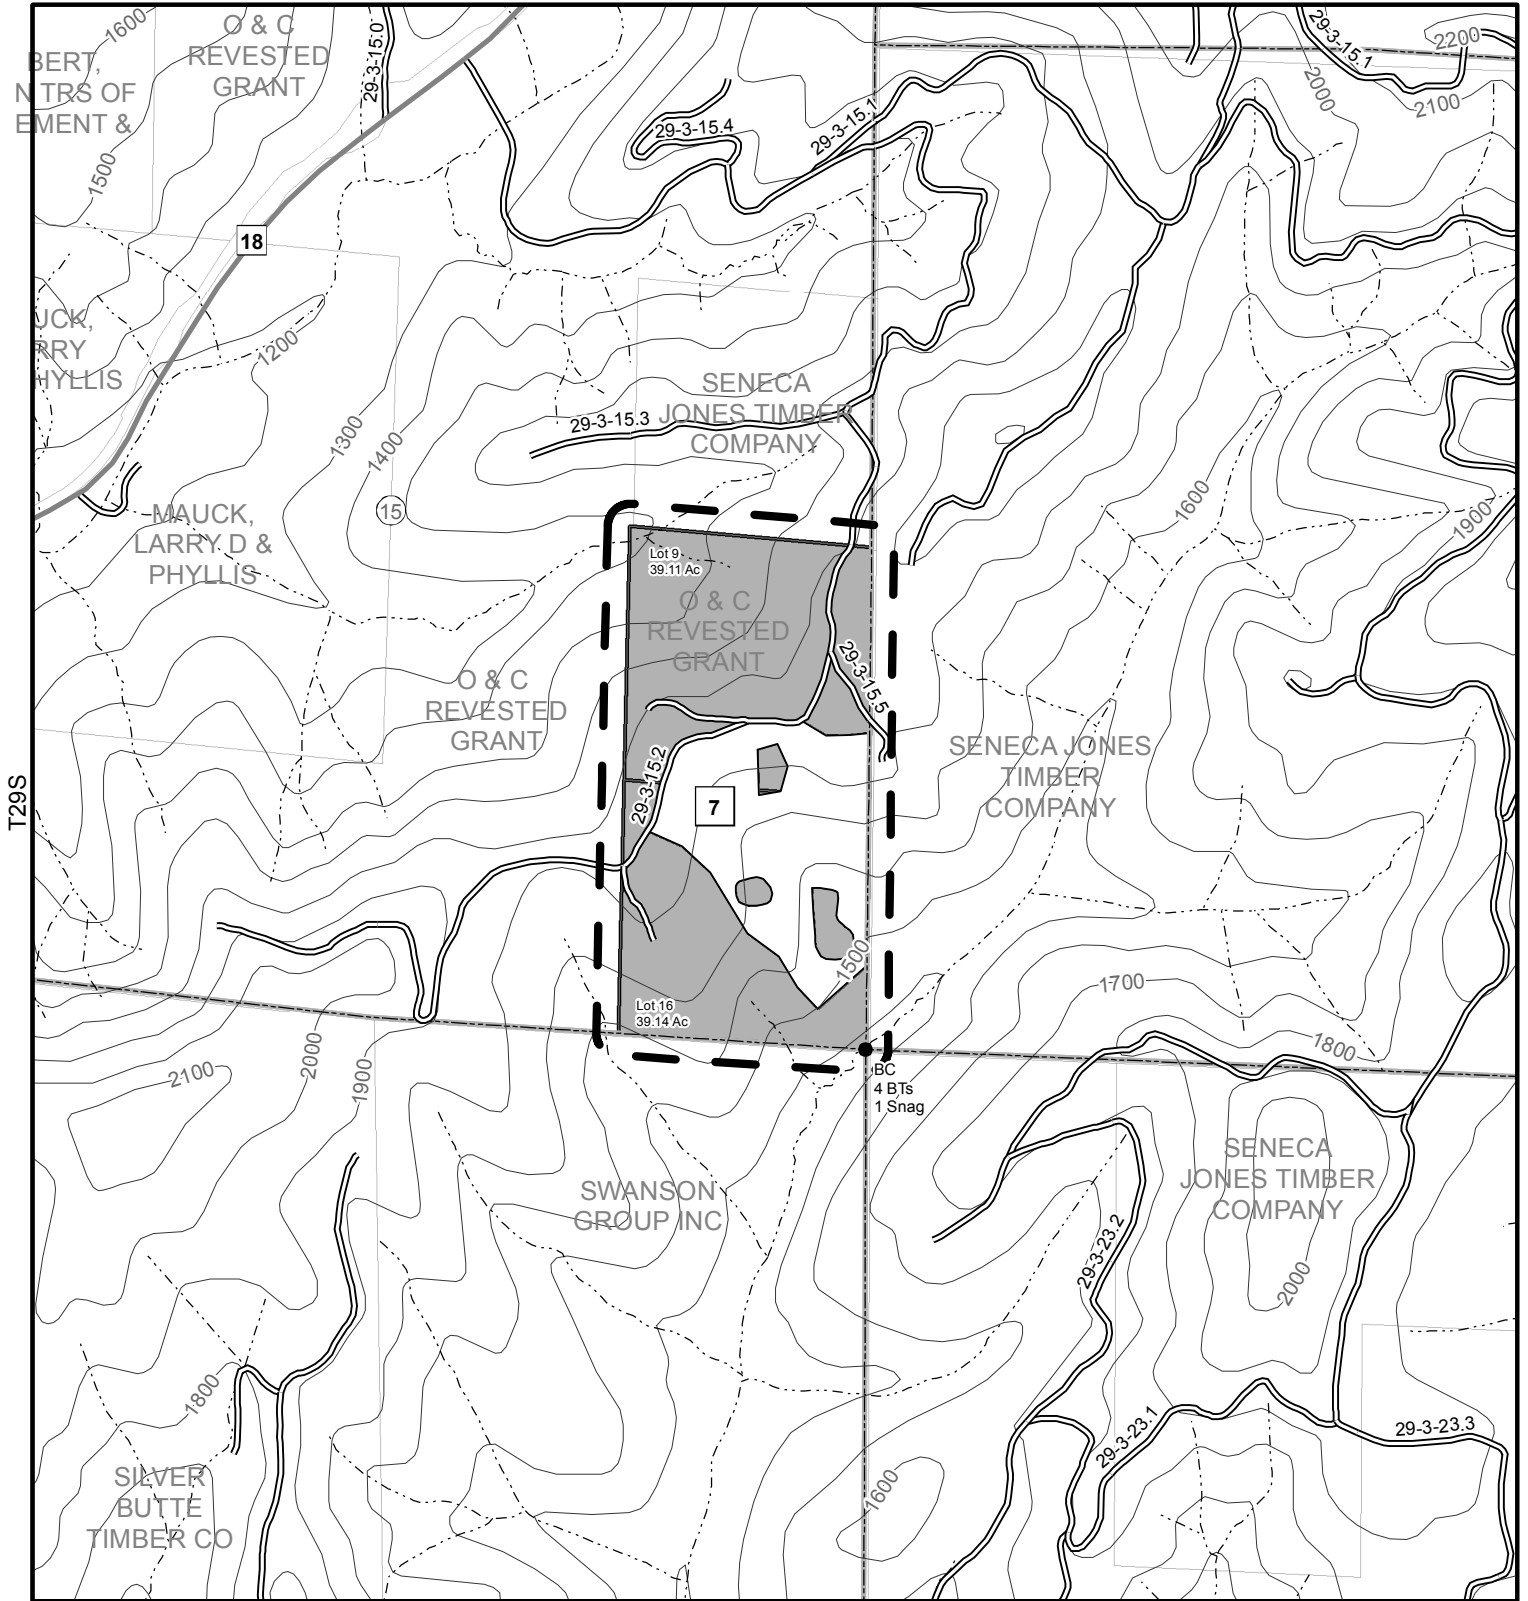 1600
O & C
REVESTED
GRANT
29-3-15.0
29-3-15.1
2200
2000
2100
BERT,
N TRS OF
EMENT &
1500
29-3-15.4
29-3-15.1
18
UCK,
RRY
HYLLIS
1200
SENECA
JONES TIMBER
COMPANY
29-3-15.3
1300
1400
15
1600
1900
MAUCK,
LARRY D &
PHYLLIS
Lot 9
39.11 Ac
O & C
REVESTED
GRANT
29-3-15.5
O & C
REVESTED
GRANT
29-3-15.2
7
SENECA JONES
TIMBER
COMPANY
T29S
1500
1700
Lot 16
39.14 Ac
2000
1900
2100
1800
BC
4 BTs
1 Snag
SENECA
JONES TIMBER
COMPANY
SWANSON
GROUP INC
29-3-23.2
2000
1800
29-3-23.1
29-3-23.3
1600
SILVER
BUTTE
TIMBER CO